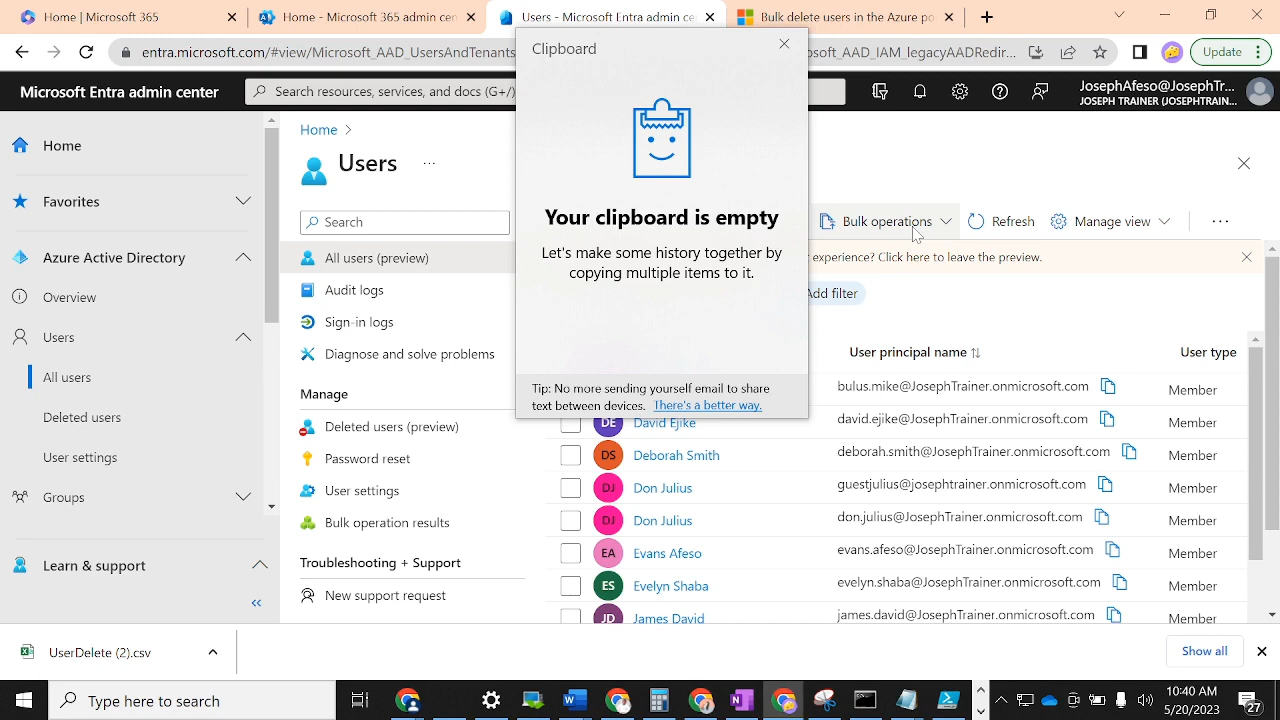 Microsoft 365
Microsoft 365 admin cen
Users - Microsoft Entra admin ce
Bulk delete users in the Azure po
entra.microsoft.com/#view/Microsoft_AAD_UsersAndTenants
osoft_AAD_IAM_legacyAADRedir...
Update
Microsoft Entra admin center
Search resources, services, and docs (G+/)
JosephAfeso@JosephTr...
JOSEPH TRAINER (JOSEPHTRAIN...
Clipboard
Your clipboard is empty
Let's make some history together by
copying multiple items to it.
Tip: No more sending yourself email to share
text between devices. There's a better way.
Home
Favorites
Azure Active Directory
Overview
Users
All users
Deleted users
User settings
Groups
Learn & support
«
Home >
Users ...
Search
All users (preview)
Audit logs
Sign-in logs
Diagnose and solve problems
Manage
Deleted users (preview)
Password reset
User settings
Bulk operation results
Troubleshooting + Support
New support request
Bulk operations
Refresh
Manage view
...
experience? Click here to leave the preview.
Add filter
User principal name
User type
bulus.mike@JosephTrainer.onmicrosoft.com Member
DE David Ejike david.ejike@JosephTrainer.onmicrosoft.com Member
DS Deborah Smith deborah.smith@JosephTrainer.onmicrosoft.com Member
DJ Don Julius guestjulius@josephtrainer.onmicrosoft.com Member
DJ Don Julius don.julius@JosephTrainer.onmicrosoft.com Member
EA Evans Afeso evans.afeso@JosephTrainer.onmicrosoft.com Member
ES Evelyn Shaba evelyn.shaba@JosephTrainer.onmicrosoft.com Member
JD James David james.david@JosephTrainer.onmicrosoft.com Member
UserDelete (2).csv
Show all
Type here to search
10:40 AM
5/20/2023
27